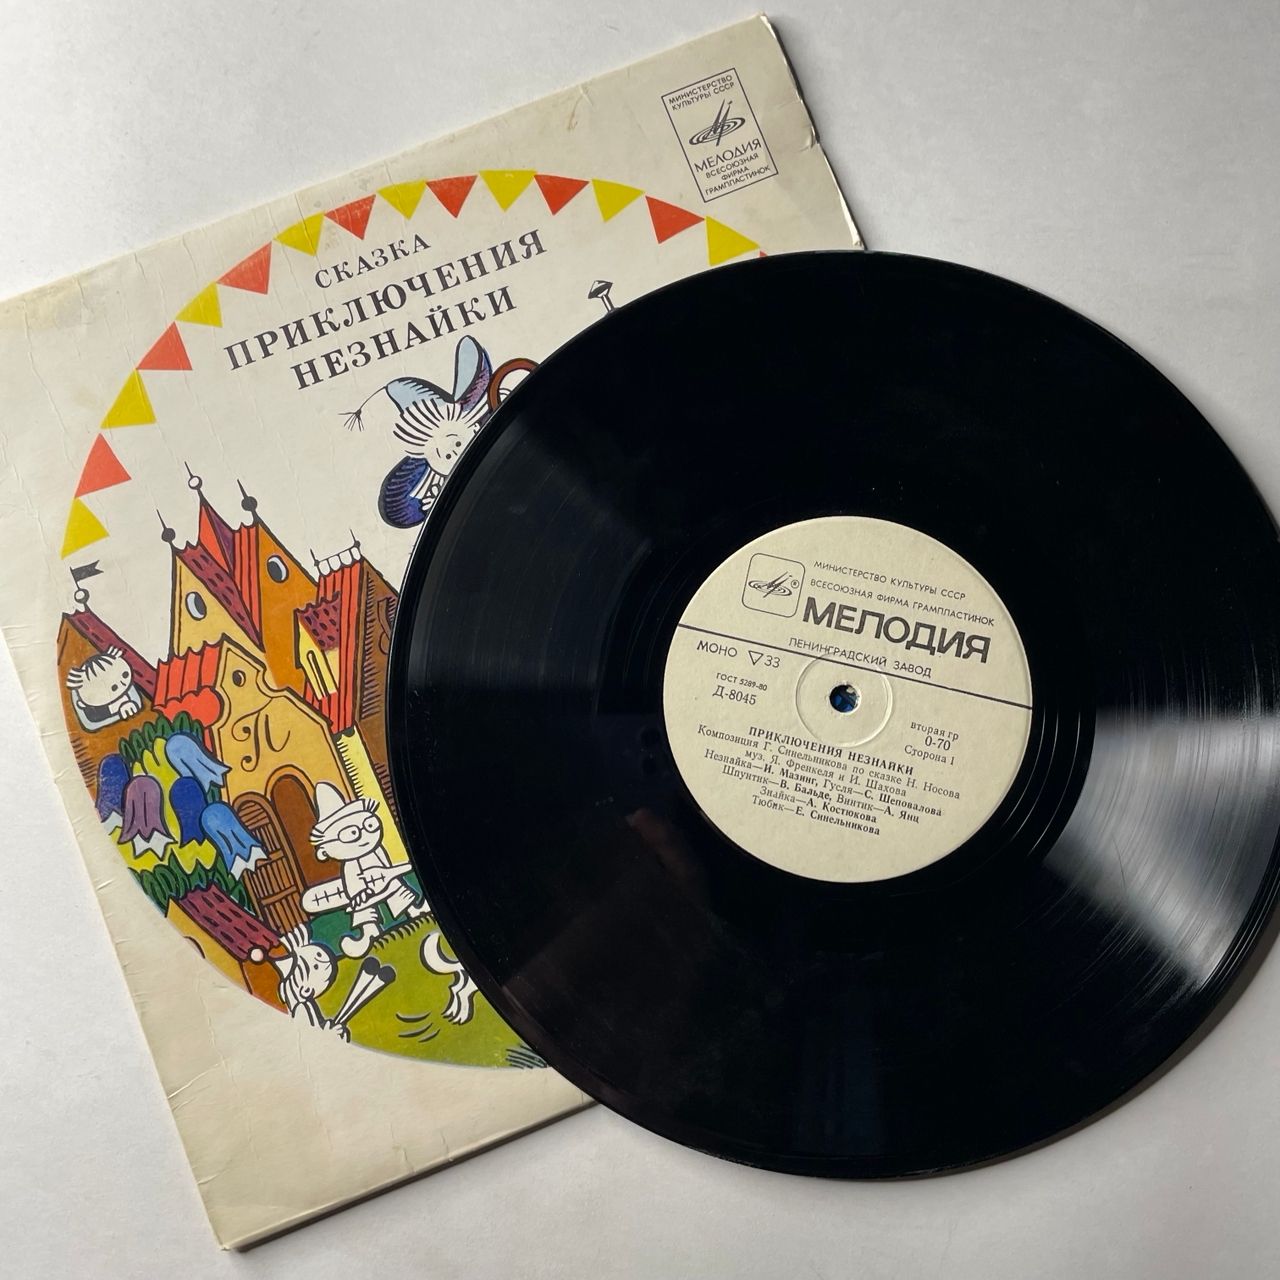 МИНИСТЕРСТВО
КУЛЬТУРЫ СССР
МЕЛОДИЯ
ВСЕСОЮЗНАЯ
ФИРМА
ГРАМПЛАСТИНОК
СКАЗКА
ПРИКЛЮЧЕНИЯ
НЕЗНАЙКИ
П
МИНИСТЕРСТВО КУЛЬТУРЫ СССР
ВСЕСОЮЗНАЯ ФИРМА ГРАМПЛАСТИНОК
МЕЛОДИЯ
ЛЕНИНГРАДСКИЙ ЗАВОД
МОНО 33
ГОСТ 5289-80
Д-8045
вторая гр
0-70
Сторона 1
ПРИКЛЮЧЕНИЯ НЕЗНАЙКИ
Композиция Г. Синельникова по сказке Н. Носова
муз. Я. Френкеля и И. Шахова
Незнайка—И. Мазинг, Гусля—С. Шеповалова
Шпунтик—В. Бальде, Винтик—А. Янц
Знайка—А. Костюкова
Тюбик—Е. Синельникова